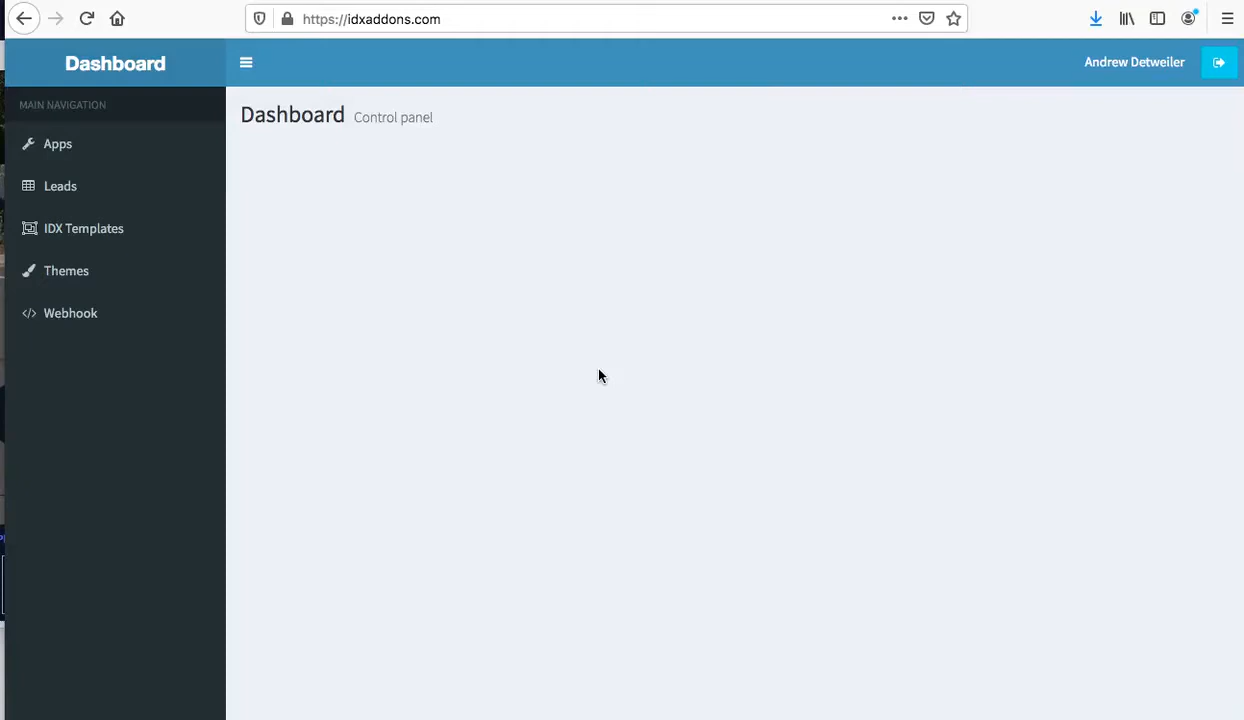 https://idxaddons.com
Dashboard
Andrew Detweiler
MAIN NAVIGATION
Dashboard Control panel
Apps
Leads
IDX Templates
Themes
Webhook